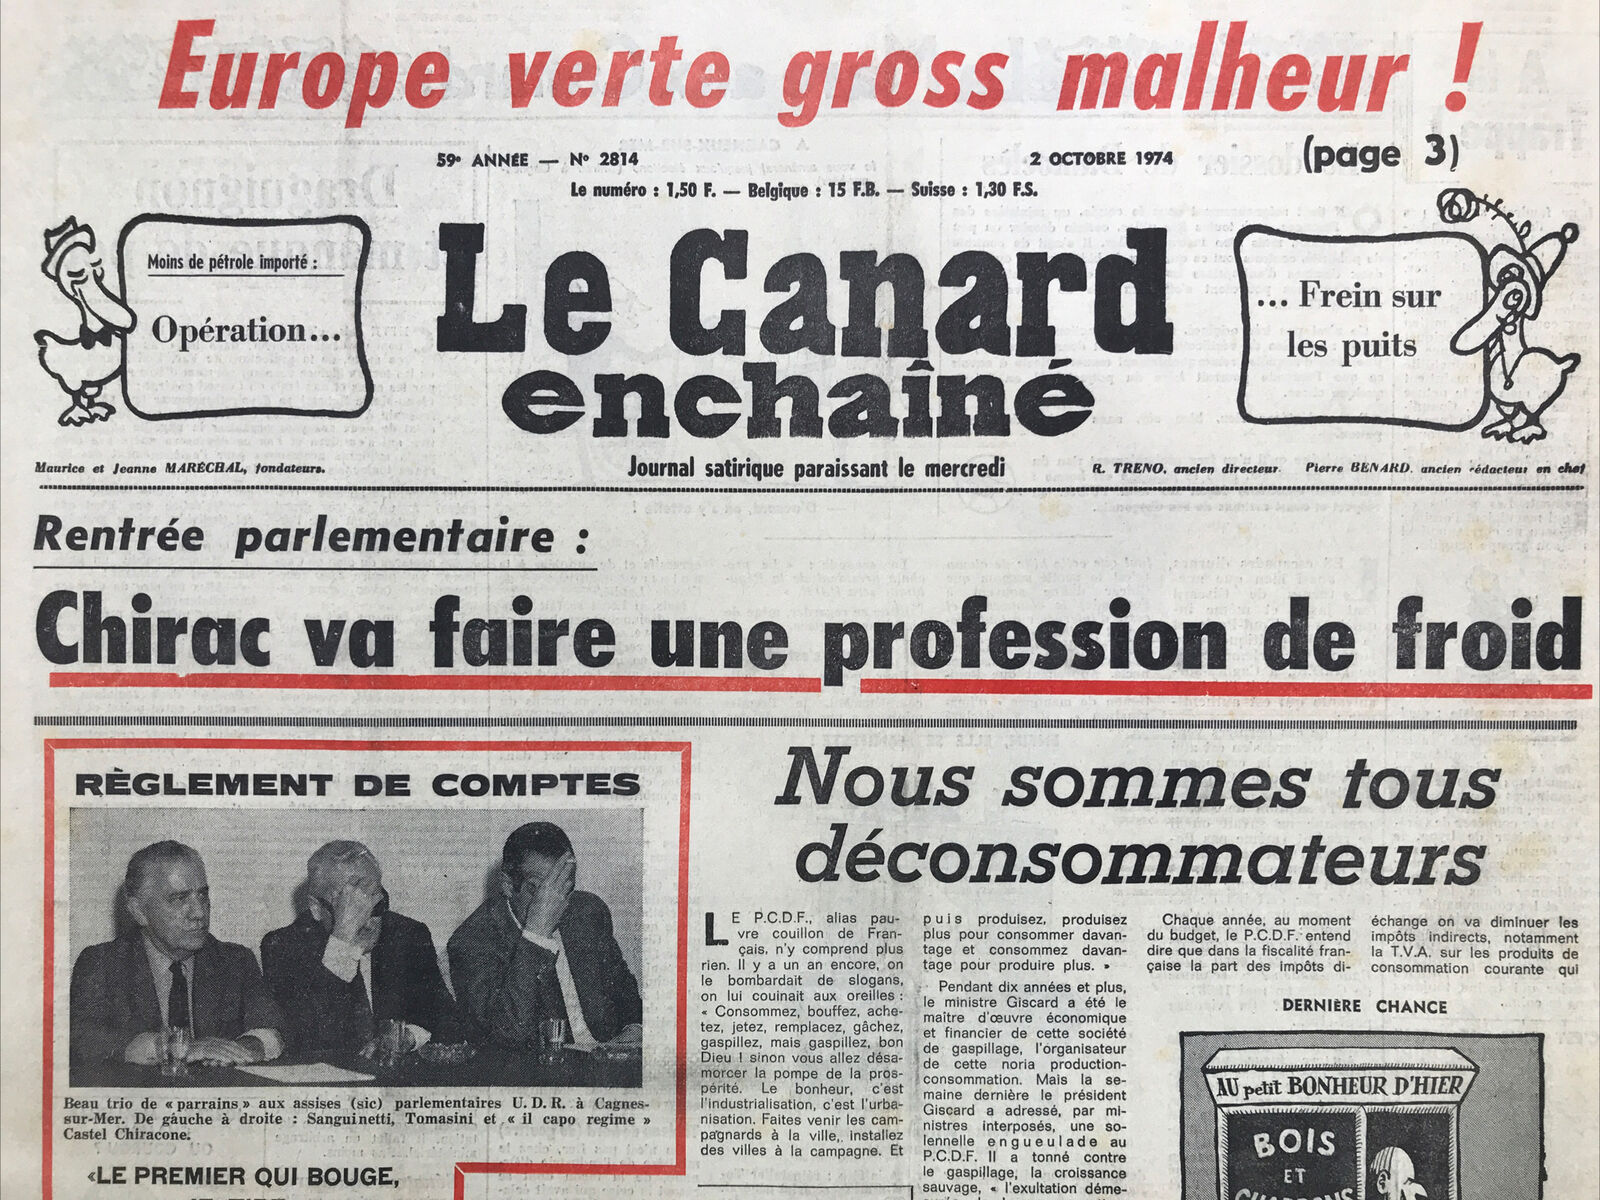 Europe verte gross malheur !
59e ANNÉE — No 2814
2 OCTOBRE 1974
(page 3)
Le numéro : 1,50 F. — Belgique : 15 F.B. — Suisse : 1,30 F.S.
Moins de pétrole importé :
Opération...
Le Canard
enchaîné
... Frein sur
les puits
Maurice et Jeanne MARÉCHAL, fondateurs.
Journal satirique paraissant le mercredi
R. TRENO, ancien directeur.
Pierre BENARD, ancien rédacteur en chef
Rentrée parlementaire :
Chirac va faire une profession de froid
RÈGLEMENT DE COMPTES
Beau trio de « parrains » aux assises (sic) parlementaires U. D. R. à Cagnes-
sur-Mer. De gauche à droite : Sanguinetti, Tomasini et « il capo regime »
Castel Chiracone.
«LE PREMIER QUI BOUGE,
Nous sommes tous
déconsommateurs
LE P.C.D.F., alias pau-
vre couillon de Fran-
çais, n'y comprend plus
rien. Il y a un an encore, on
le bombardait de slogans,
on lui couinait aux oreilles :
« Consommez, bouffez, ache-
tez, jetez, remplacez, gâchez,
gaspillez, mais gaspillez, bon
Dieu ! sinon vous allez désa-
morcer la pompe de la pros-
périté. Le bonheur, c'est
l'industrialisation, c'est l'urba-
nisation. Faites venir les cam-
pagnards à la ville, installez
des villes à la campagne. Et
puis produisez, produisez
plus pour consommer davan-
tage et consommez davan-
tage pour produire plus. »
Pendant dix années et plus,
le ministre Giscard a été le
maître d'œuvre économique
et financier de cette société
de gaspillage, l'organisateur
de cette noria production-
consommation. Mais la se-
maine dernière le président
Giscard a adressé, par mi-
nistres interposés, une so-
lennelle engueulade au
P.C.D.F. Il a tonné contre
le gaspillage, la croissance
sauvage, « l'exultation déme-
Chaque année, au moment
du budget, le P.C.D.F. entend
dire que dans la fiscalité fran-
çaise la part des impôts di-
échange on va diminuer les
impôts indirects, notamment
la T.V.A. sur les produits de
consommation courante qui
DERNIÈRE CHANCE
AU petit BONHEUR D'HIER
BOIS
ET